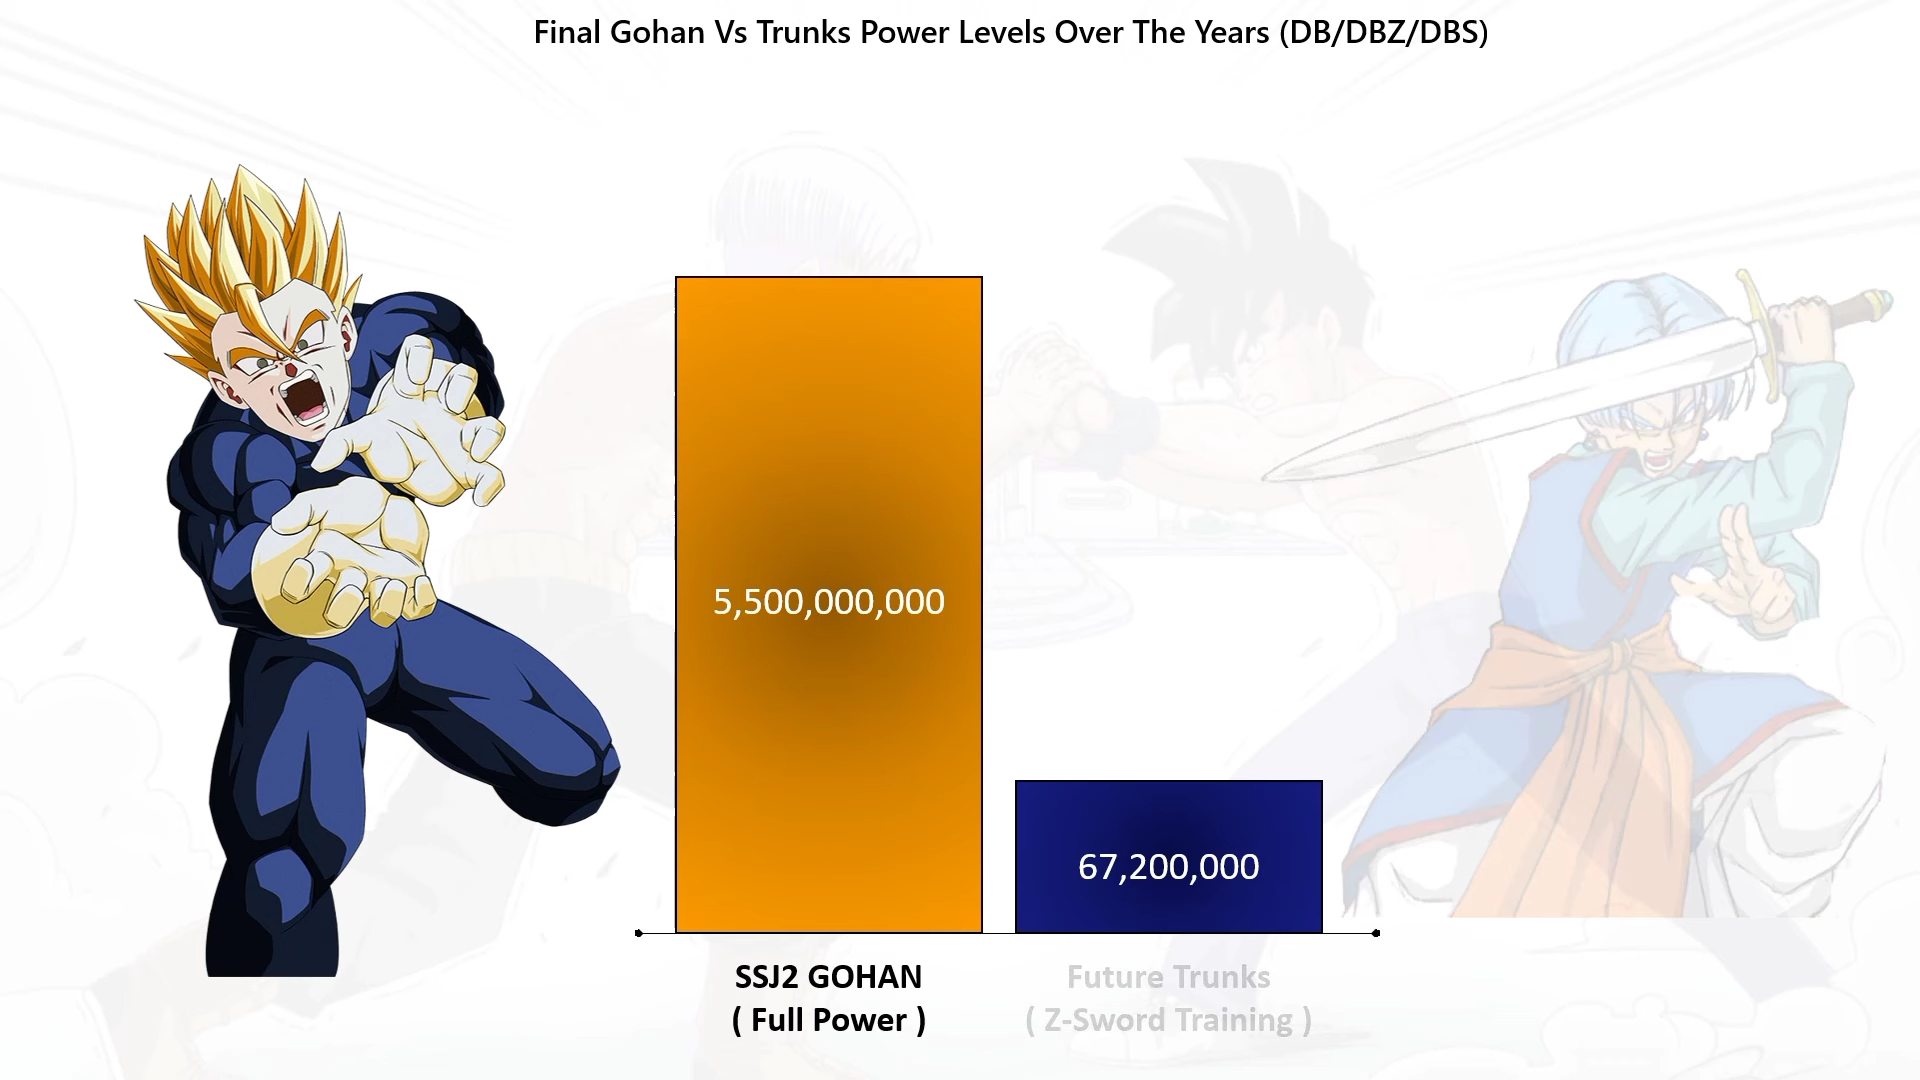 Final Gohan Vs Trunks Power Levels Over The Years (DB/DBZ/DBS)
5,500,000,000
67,200,000
SSJ2 GOHAN
( Full Power )
Future Trunks
( Z-Sword Training )